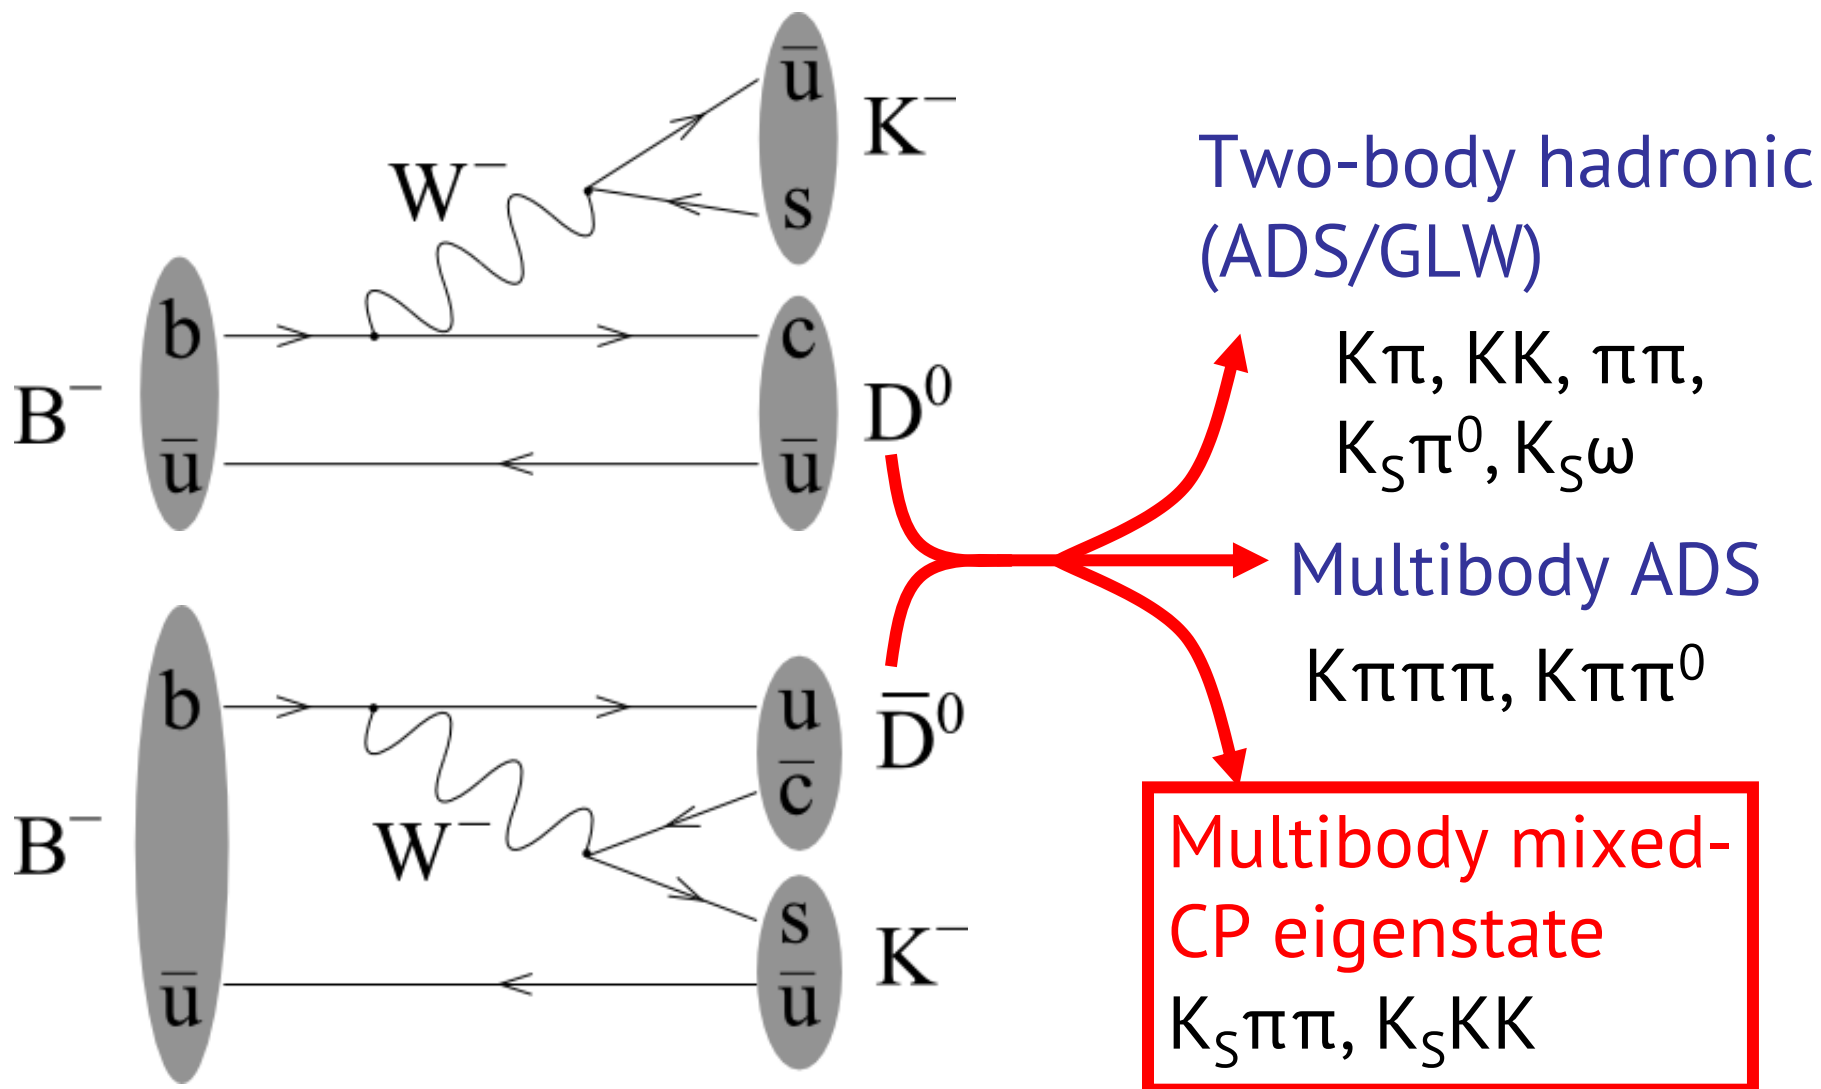 u̅
K⁻
W⁻
s
b
c
B⁻
D⁰
u̅
u̅
b
u
D̅⁰
c̅
B⁻
W⁻
s
K⁻
u̅
u̅
Two-body hadronic
(ADS/GLW)
Kπ, KK, ππ,
K_Sπ⁰, K_Sω
Multibody ADS
Kπππ, Kππ⁰
Multibody mixed-
CP eigenstate
K_Sππ, K_SKK